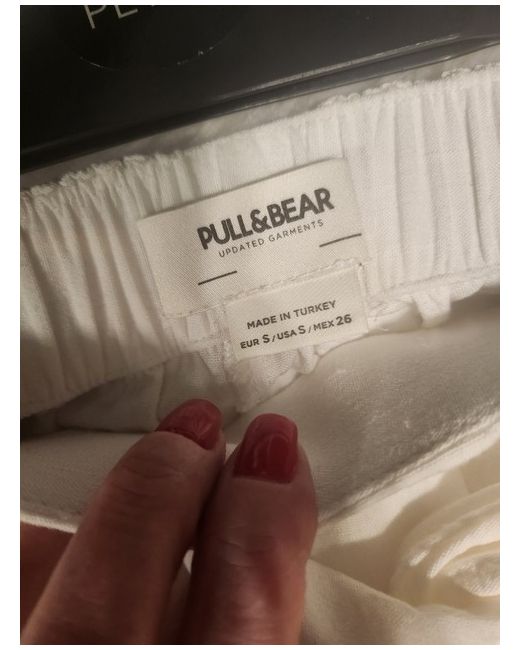 PULL&BEAR
UPDATED GARMENTS
MADE IN TURKEY
EUR S / USA S / MEX 26